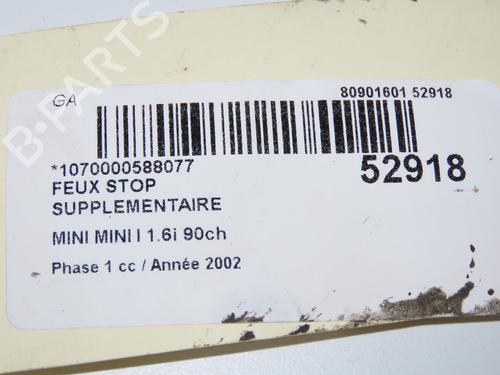 B-PARTS
GA
80901601 52918
*1070000588077
52918
FEUX STOP
SUPPLEMENTAIRE
MINI MINI I 1.6i 90ch
Phase 1 cc / Année 2002